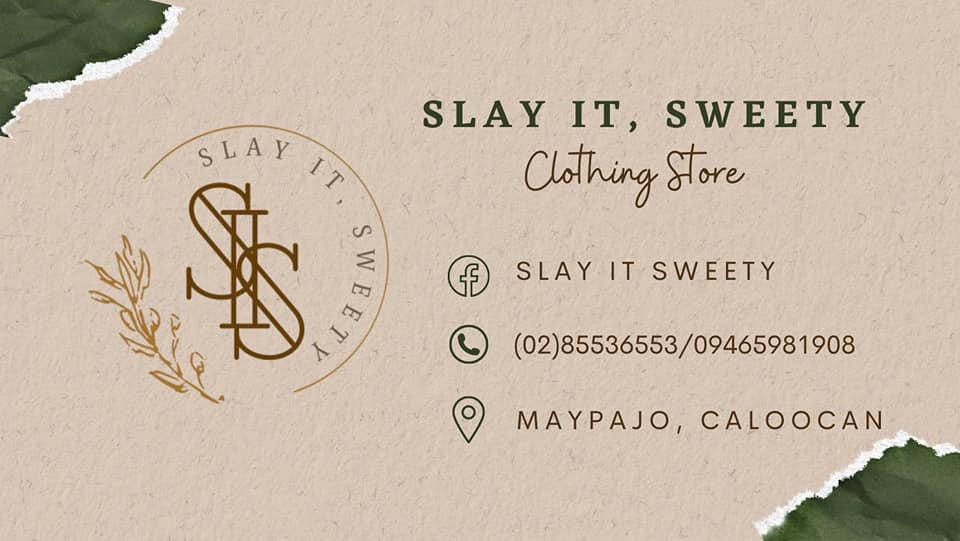 SLAY IT, SWEETY
SIS
SLAY IT, SWEETY
Clothing Store
SLAY IT SWEETY
(02)85536553/09465981908
MAYPAJO, CALOOCAN